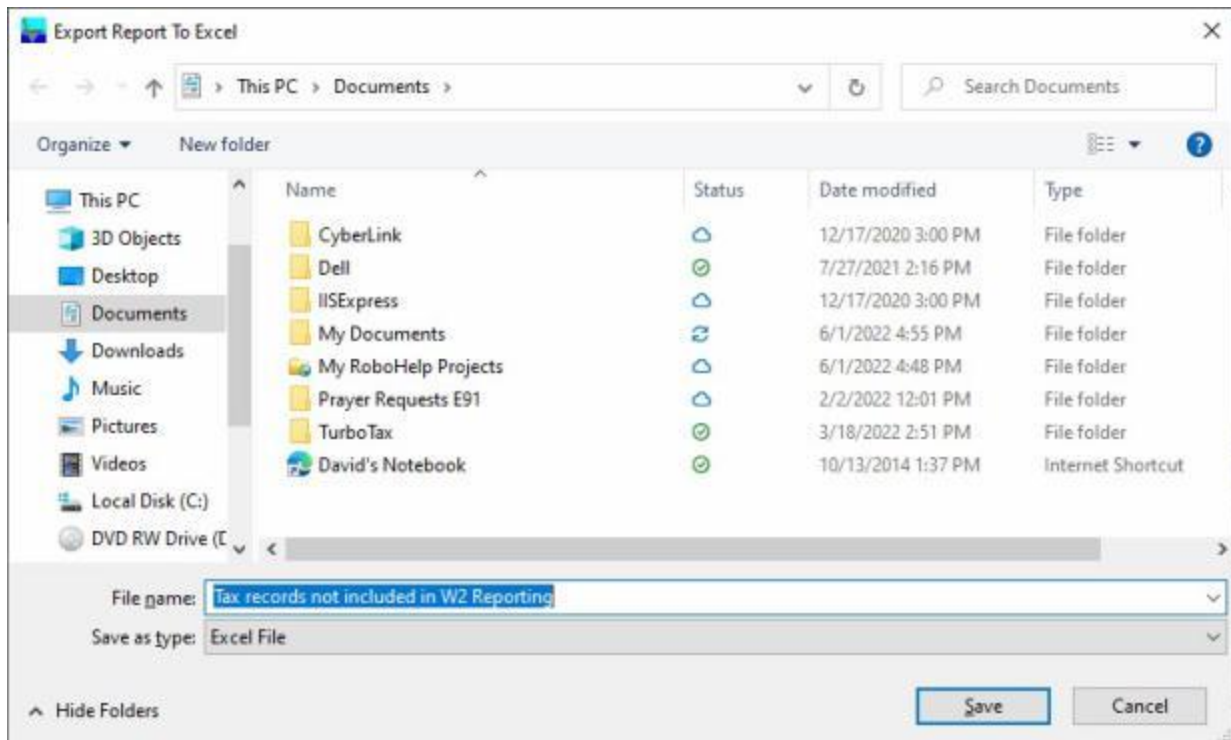 Export Report To Excel
This PC > Documents >
Search Documents
Organize
New folder
Name
Status
Date modified
Type
This PC
3D Objects
Desktop
Documents
Downloads
Music
Pictures
Videos
Local Disk (C:)
DVD RW Drive (D
CyberLink 12/17/2020 3:00 PM File folder
Dell 7/27/2021 2:16 PM File folder
IISExpress 12/17/2020 3:00 PM File folder
My Documents 6/1/2022 4:55 PM File folder
My RoboHelp Projects 6/1/2022 4:48 PM File folder
Prayer Requests E91 2/2/2022 12:01 PM File folder
TurboTax 3/18/2022 2:51 PM File folder
David's Notebook 10/13/2014 1:37 PM Internet Shortcut
File name: Tax records not included in W2 Reporting
Save as type: Excel File
Hide Folders
Save
Cancel